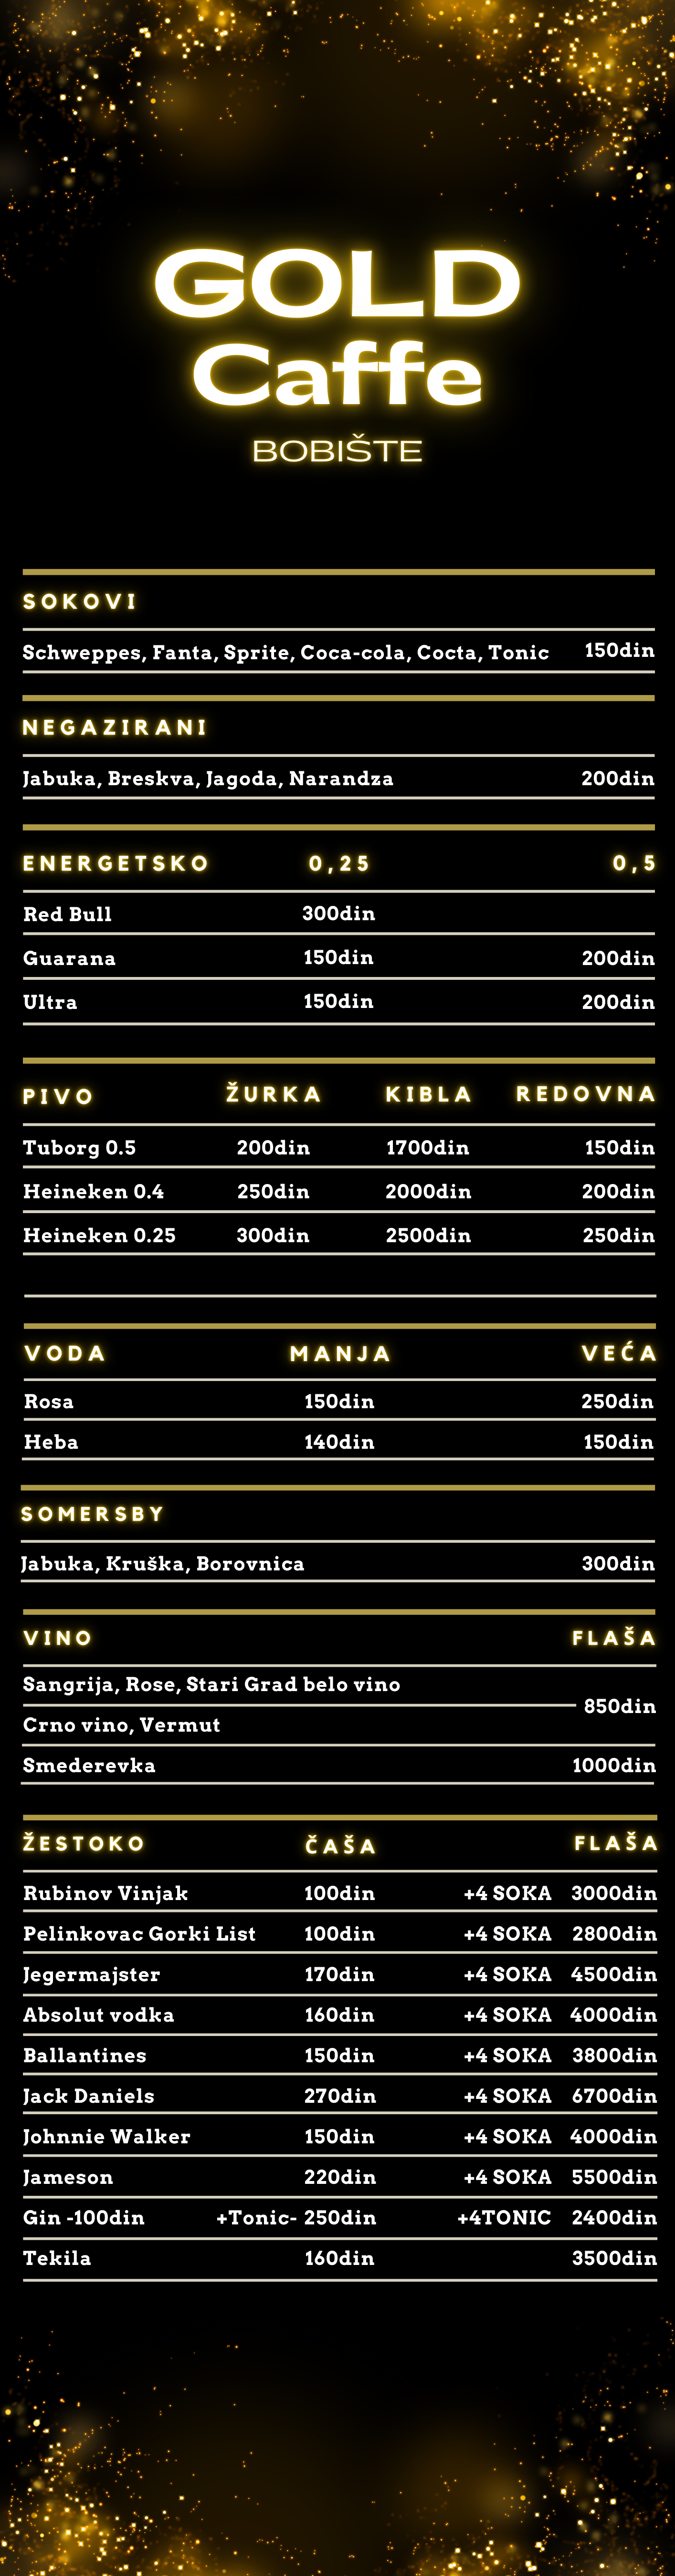 GOLD
Caffe
BOBIŠTE
SOKOVI
Schweppes, Fanta, Sprite, Coca-cola, Cocta, Tonic 150din
NEGAZIRANI
Jabuka, Breskva, Jagoda, Narandza 200din
ENERGETSKO 0,25 0,5
Red Bull 300din
Guarana 150din 200din
Ultra 150din 200din
PIVO ŽURKA KIBLA REDOVNA
Tuborg 0.5 200din 1700din 150din
Heineken 0.4 250din 2000din 200din
Heineken 0.25 300din 2500din 250din
VODA MANJA VEĆA
Rosa 150din 250din
Heba 140din 150din
SOMERSBY
Jabuka, Kruška, Borovnica 300din
VINO FLAŠA
Sangrija, Rose, Stari Grad belo vino
850din
Crno vino, Vermut
Smederevka 1000din
ŽESTOKO ČAŠA FLAŠA
Rubinov Vinjak 100din +4 SOKA 3000din
Pelinkovac Gorki List 100din +4 SOKA 2800din
Jegermajster 170din +4 SOKA 4500din
Absolut vodka 160din +4 SOKA 4000din
Ballantines 150din +4 SOKA 3800din
Jack Daniels 270din +4 SOKA 6700din
Johnnie Walker 150din +4 SOKA 4000din
Jameson 220din +4 SOKA 5500din
Gin -100din +Tonic- 250din +4TONIC 2400din
Tekila 160din 3500din